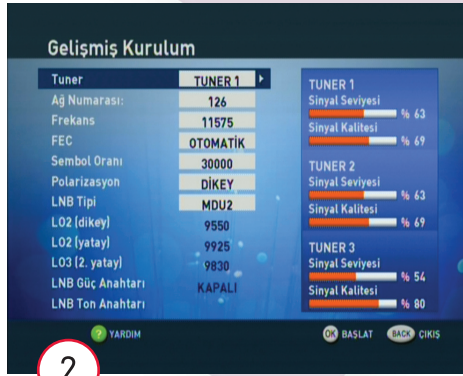 Gelişmiş Kurulum
Tuner TUNER 1
Ağ Numarası: 126
Frekans 11575
FEC OTOMATİK
Sembol Oranı 30000
Polarizasyon DİKEY
LNB Tipi MDU2
LO2 (dikey) 9550
LO2 (yatay) 9925
LO3 (2. yatay) 9830
LNB Güç Anahtarı KAPALI
LNB Ton Anahtarı
TUNER 1
Sinyal Seviyesi
% 63
Sinyal Kalitesi
% 69
TUNER 2
Sinyal Seviyesi
% 63
Sinyal Kalitesi
% 69
TUNER 3
Sinyal Seviyesi
% 54
Sinyal Kalitesi
% 80
? YARDIM OK BAŞLAT BACK ÇIKIŞ
2